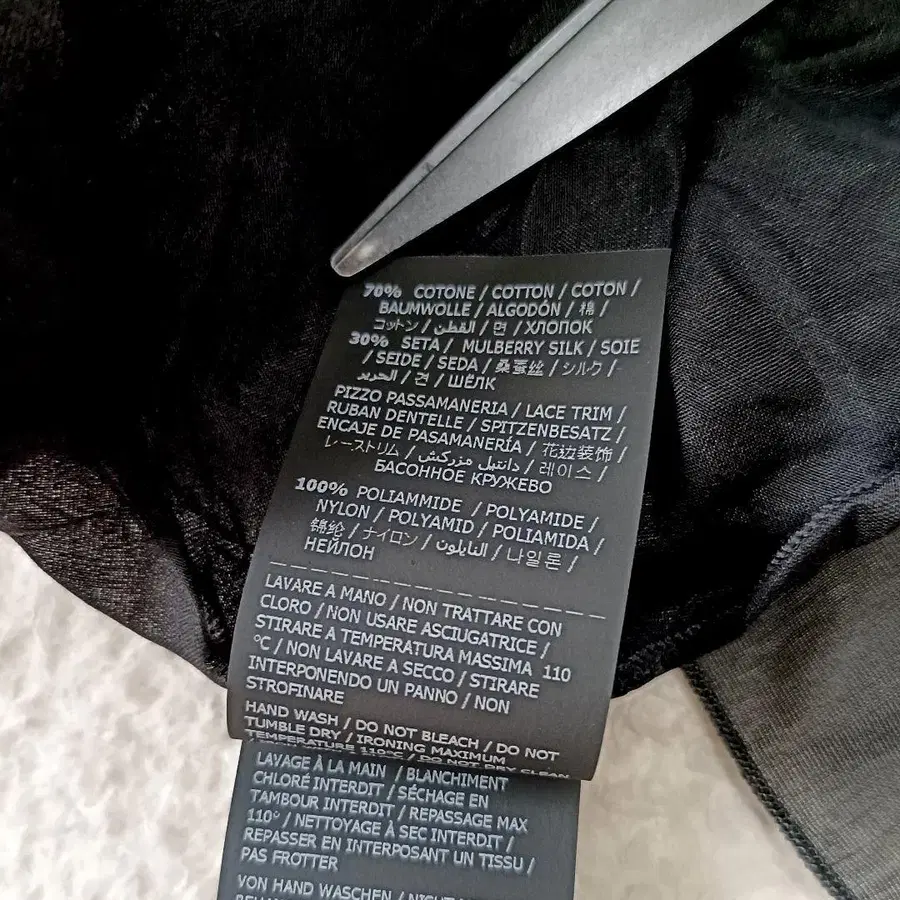 70% COTONE / COTTON / COTON /
BAUMWOLLE / ALGODÓN / 棉 /
コットン / القطن / 면 / ХЛОПОК
30% SETA / MULBERRY SILK / SOIE
/ SEIDE / SEDA / 桑蚕丝 / シルク /
الحرير / 견 / ШЁЛК
PIZZO PASSAMANERIA / LACE TRIM /
RUBAN DENTELLE / SPITZENBESATZ /
ENCAJE DE PASAMANERÍA / 花边装饰 /
レーストリム / دانتيل مزركش / 레이스 /
БАСОННОЕ КРУЖЕВО
100% POLIAMMIDE / POLYAMIDE /
NYLON / POLYAMID / POLIAMIDA /
锦纶 / ナイロン / النايلون / 나일론 /
НЕЙЛОН
LAVARE A MANO / NON TRATTARE CON
CLORO / NON USARE ASCIUGATRICE /
STIRARE A TEMPERATURA MASSIMA 110
°C / NON LAVARE A SECCO / STIRARE
INTERPONENDO UN PANNO / NON
STROFINARE
HAND WASH / DO NOT BLEACH / DO NOT
TUMBLE DRY / IRONING MAXIMUM
TEMPERATURE 110°C / DO NOT DRY CLEAN
LAVAGE À LA MAIN / BLANCHIMENT
CHLORÉ INTERDIT / SÉCHAGE EN
TAMBOUR INTERDIT / REPASSAGE MAX
110° / NETTOYAGE À SEC INTERDIT /
REPASSER EN INTERPOSANT UN TISSU /
PAS FROTTER
VON HAND WASCHEN / NICHT